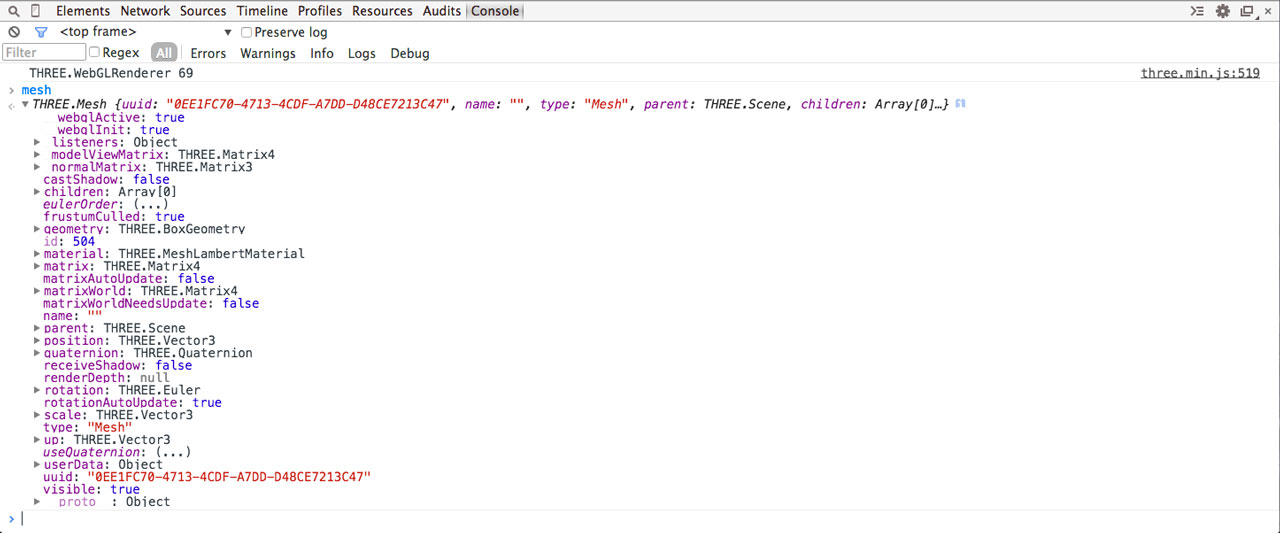 Elements Network Sources Timeline Profiles Resources Audits Console
<top frame> Preserve log
Filter Regex All Errors Warnings Info Logs Debug
THREE.WebGLRenderer 69 three.min.js:519
mesh
THREE.Mesh {uuid: "0EE1FC70-4713-4CDF-A7DD-D48CE7213C47", name: "", type: "Mesh", parent: THREE.Scene, children: Array[0]…}
webglActive: true
webglInit: true
listeners: Object
modelViewMatrix: THREE.Matrix4
normalMatrix: THREE.Matrix3
castShadow: false
children: Array[0]
eulerOrder: (...)
frustumCulled: true
geometry: THREE.BoxGeometry
id: 504
material: THREE.MeshLambertMaterial
matrix: THREE.Matrix4
matrixAutoUpdate: false
matrixWorld: THREE.Matrix4
matrixWorldNeedsUpdate: false
name: ""
parent: THREE.Scene
position: THREE.Vector3
quaternion: THREE.Quaternion
receiveShadow: false
renderDepth: null
rotation: THREE.Euler
rotationAutoUpdate: true
scale: THREE.Vector3
type: "Mesh"
up: THREE.Vector3
useQuaternion: (...)
userData: Object
uuid: "0EE1FC70-4713-4CDF-A7DD-D48CE7213C47"
visible: true
proto : Object